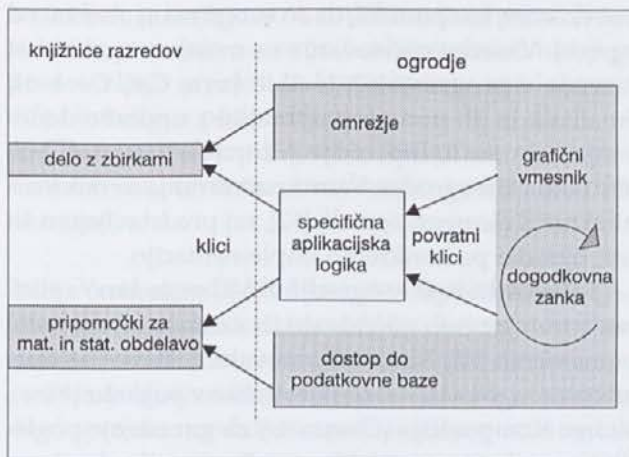 knjižnice razredov
ogrodje
omrežje
delo z zbirkami
grafični
vmesnik
specifična
aplikacijska
logika
klici
povratni
klici
dogodkovna
zanka
pripomočki za
mat. in stat. obdelavo
dostop do
podatkovne baze